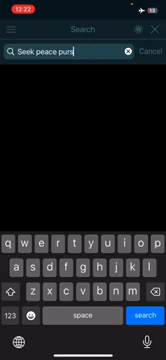 12:22
Search
Seek peace purs
Cancel
q w e r t y u i o p
a s d f g h j k l
z x c v b n m
123 space search